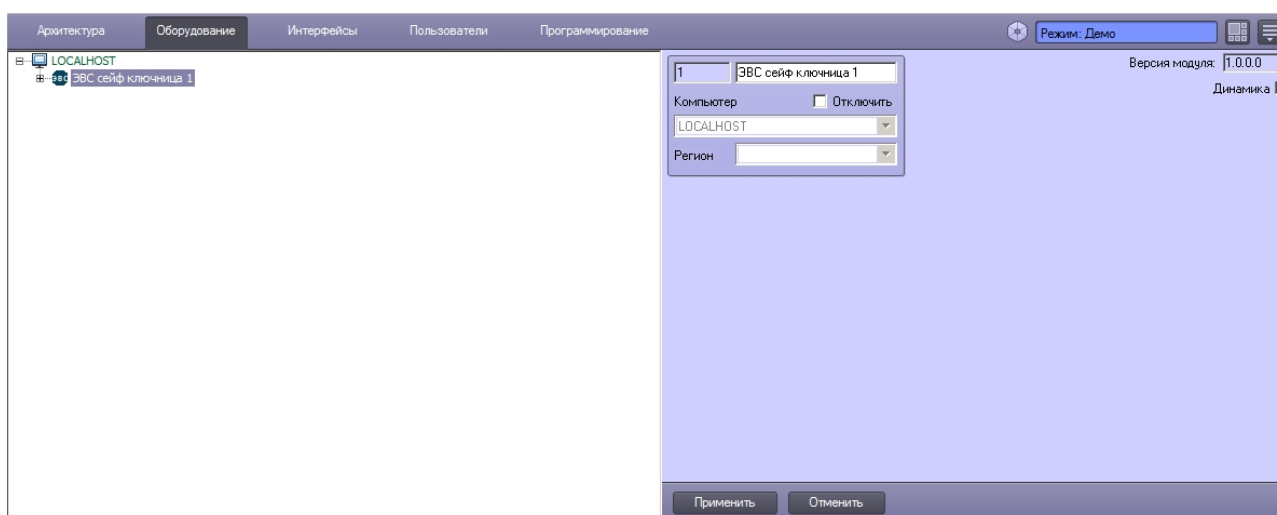 Архитектура Оборудование Интерфейсы Пользователи Программирование Режим: Демо
LOCALHOST
ЭВС ЭВС сейф ключница 1
1 ЭВС сейф ключница 1
Компьютер Отключить
LOCALHOST
Регион
Версия модуля: 1.0.0.0
Динамика
Применить Отменить